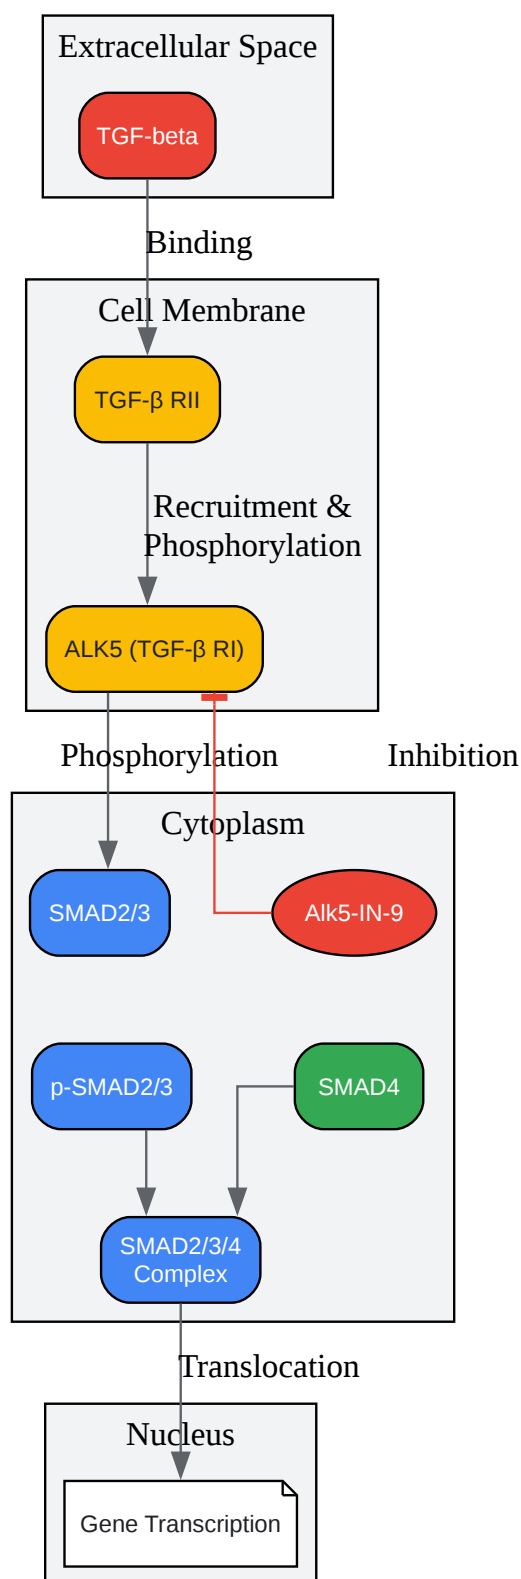 Extracellular Space
TGF-beta
Binding
Cell Membrane
TGF-β RII
Recruitment &
Phosphorylation
ALK5 (TGF-β RI)
Phosphorylation
Inhibition
Cytoplasm
SMAD2/3
Alk5-IN-9
p-SMAD2/3
SMAD4
SMAD2/3/4
Complex
Translocation
Nucleus
Gene Transcription